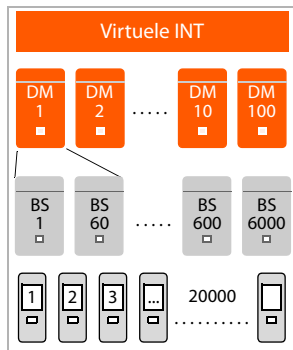 Virtuele INT
DM 1
DM 2
.....
DM 10
DM 100
BS 1
BS 60
.....
BS 600
BS 6000
1
2
3
...
20000
..........